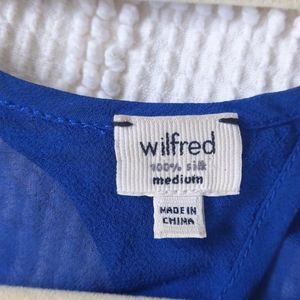 wilfred
100% silk
medium
MADE IN
CHINA